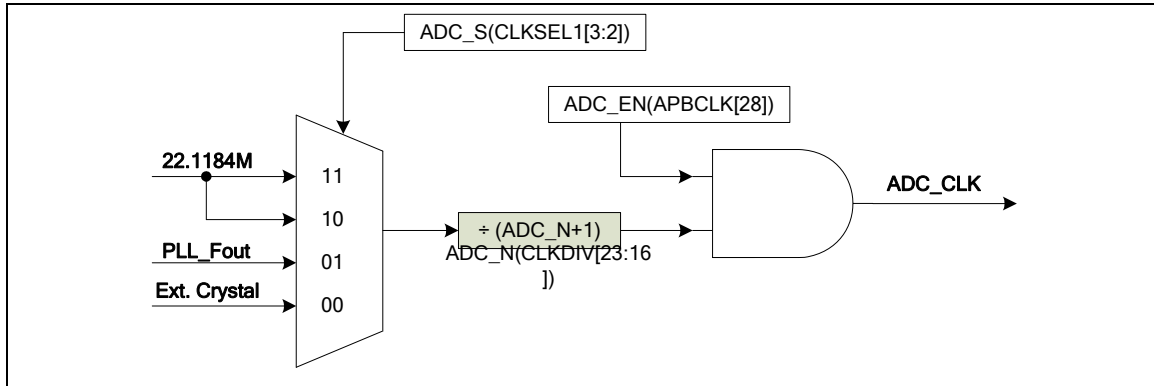 ADC_S(CLKSEL1[3:2])
ADC_EN(APBCLK[28])
22.1184M
11
10
PLL_Fout
01
Ext. Crystal
00
÷ (ADC_N+1)
ADC_N(CLKDIV[23:16
])
ADC_CLK